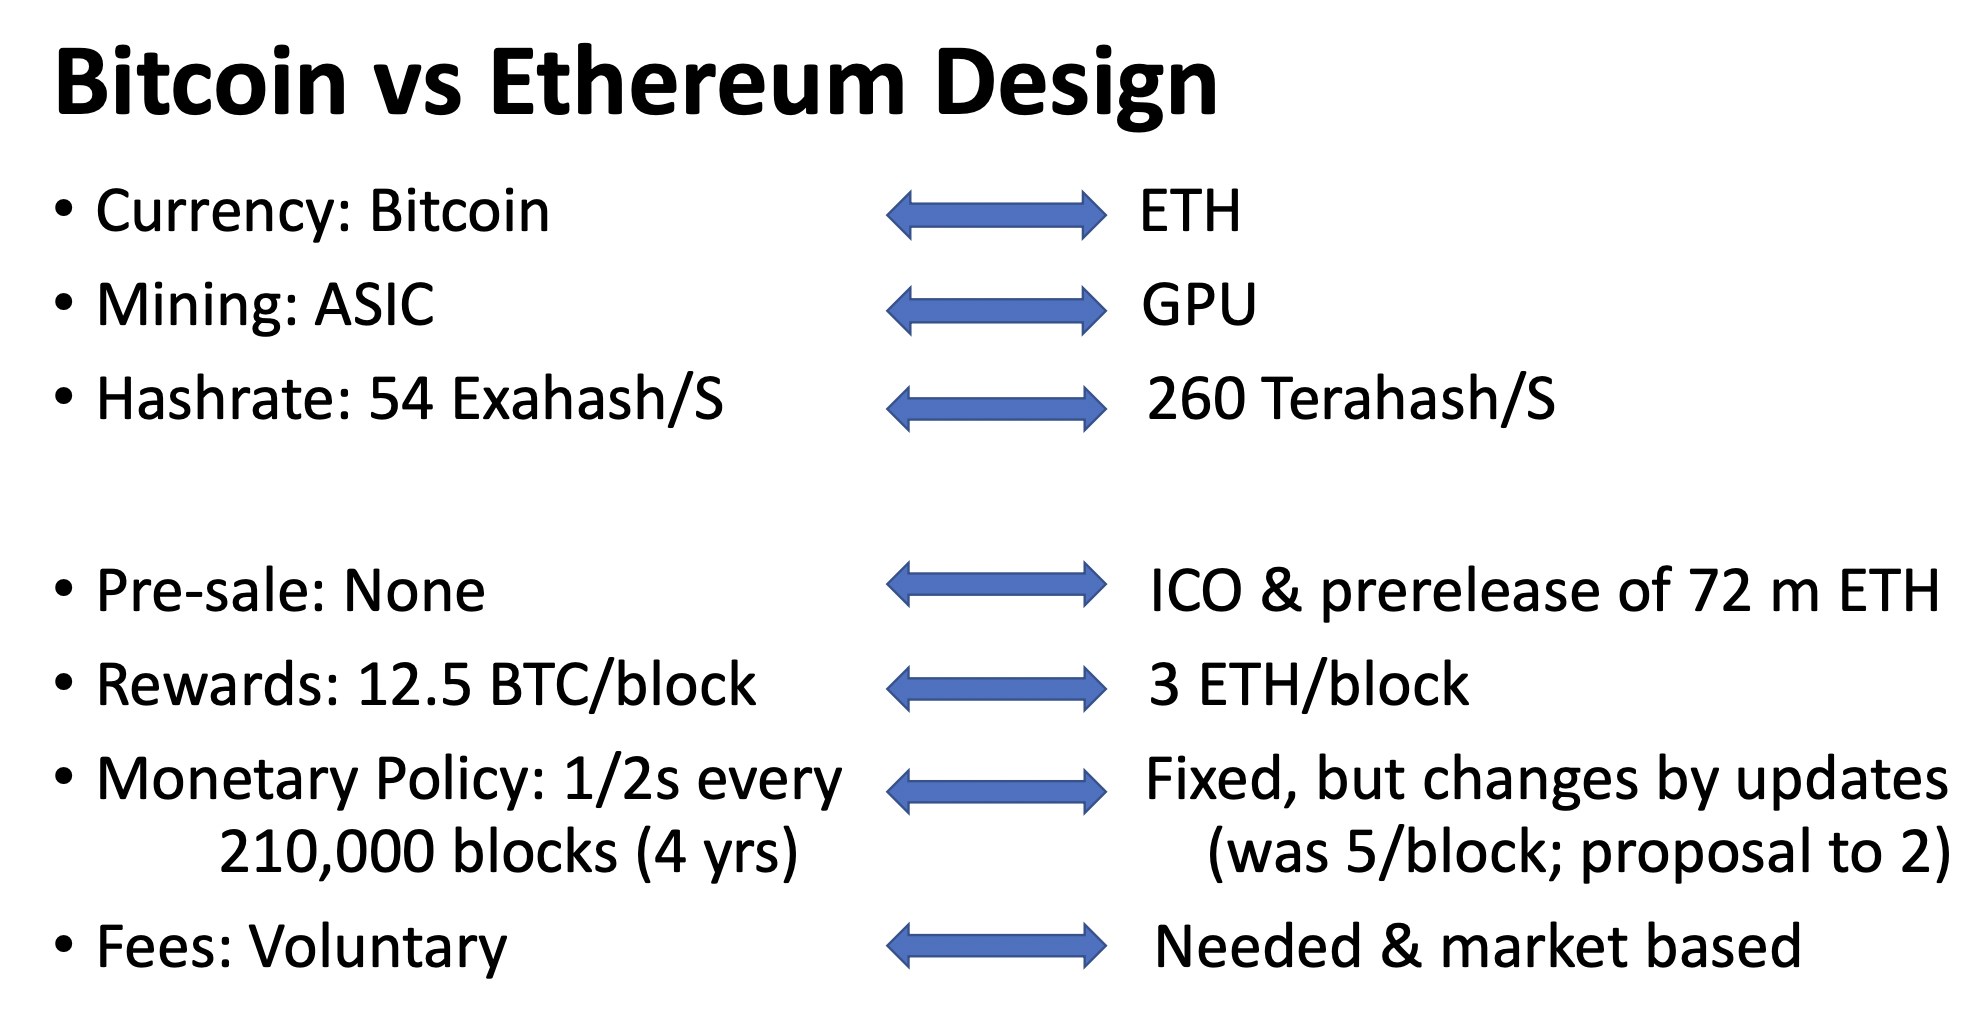 Bitcoin vs Ethereum Design
• Currency: Bitcoin ETH
• Mining: ASIC GPU
• Hashrate: 54 Exahash/S 260 Terahash/S
• Pre-sale: None ICO & prerelease of 72 m ETH
• Rewards: 12.5 BTC/block 3 ETH/block
• Monetary Policy: 1/2s every Fixed, but changes by updates
210,000 blocks (4 yrs) (was 5/block; proposal to 2)
• Fees: Voluntary Needed & market based